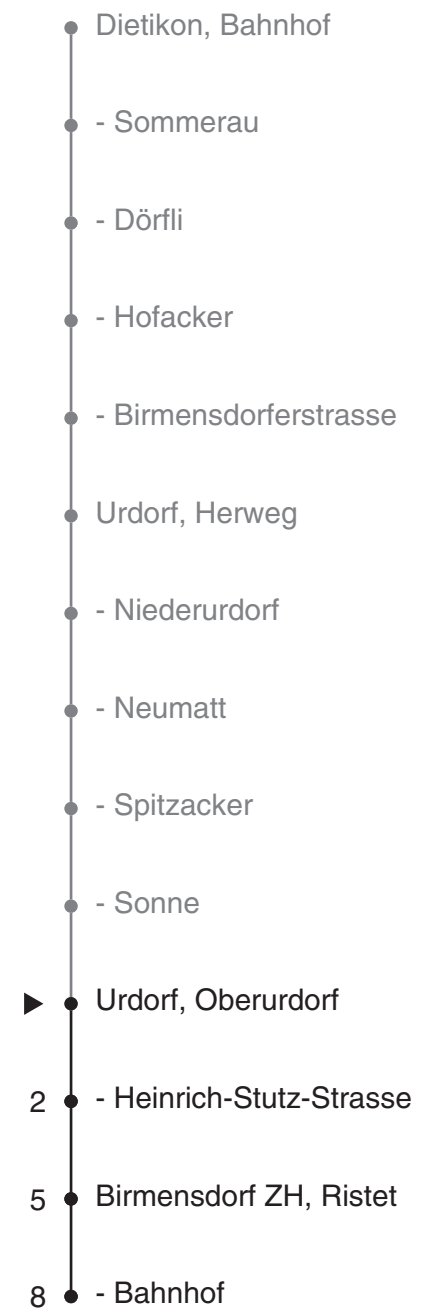 Dietikon, Bahnhof
- Sommerau
- Dörfli
- Hofacker
- Birmensdorferstrasse
Urdorf, Herweg
- Niederurdorf
- Neumatt
- Spitzacker
- Sonne
Urdorf, Oberurdorf
2 - Heinrich-Stutz-Strasse
5 Birmensdorf ZH, Ristet
8 - Bahnhof